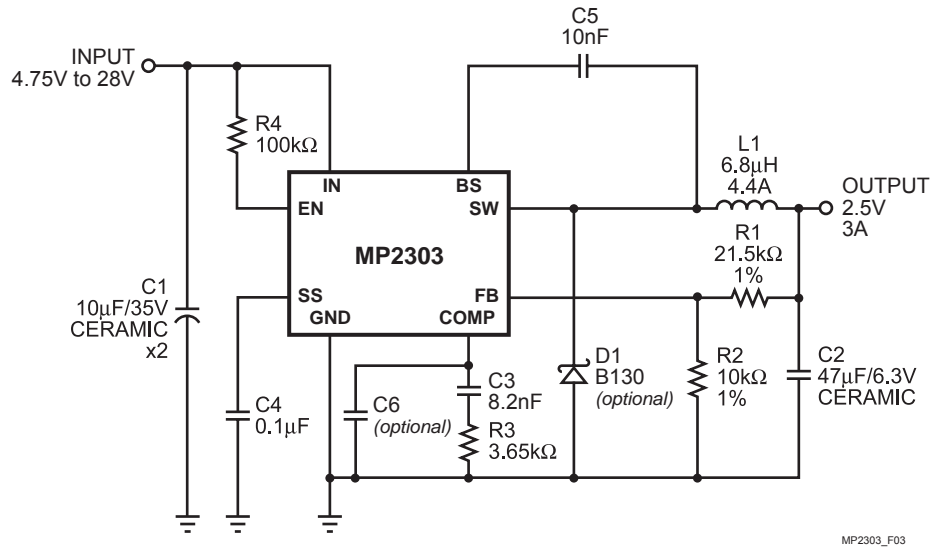 C5
10nF
INPUT
4.75V to 28V
R4
100kΩ
L1
6.8µH
4.4A
IN
BS
EN
SW
OUTPUT
2.5V
3A
MP2303
R1
21.5kΩ
1%
C1
10µF/35V
CERAMIC
x2
SS
FB
GND
COMP
C4
0.1µF
C6
(optional)
C3
8.2nF
R3
3.65kΩ
D1
B130
(optional)
R2
10kΩ
1%
C2
47µF/6.3V
CERAMIC
MP2303_F03